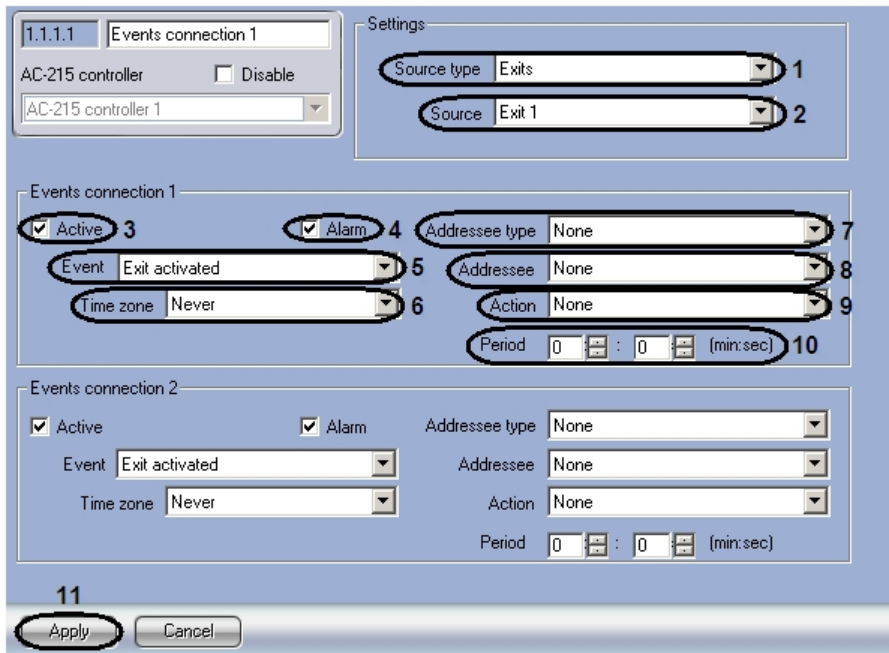 1.1.1.1 Events connection 1
AC-215 controller Disable
AC-215 controller 1
Settings
Source type Exits 1
Source Exit 1 2
Events connection 1
Active 3 Alarm 4 Addressee type None 7
Event Exit activated 5 Addressee None 8
Time zone Never 6 Action None 9
Period 0 : 0 (min:sec) 10
Events connection 2
Active Alarm Addressee type None
Event Exit activated Addressee None
Time zone Never Action None
Period 0 : 0 (min:sec)
11
Apply Cancel